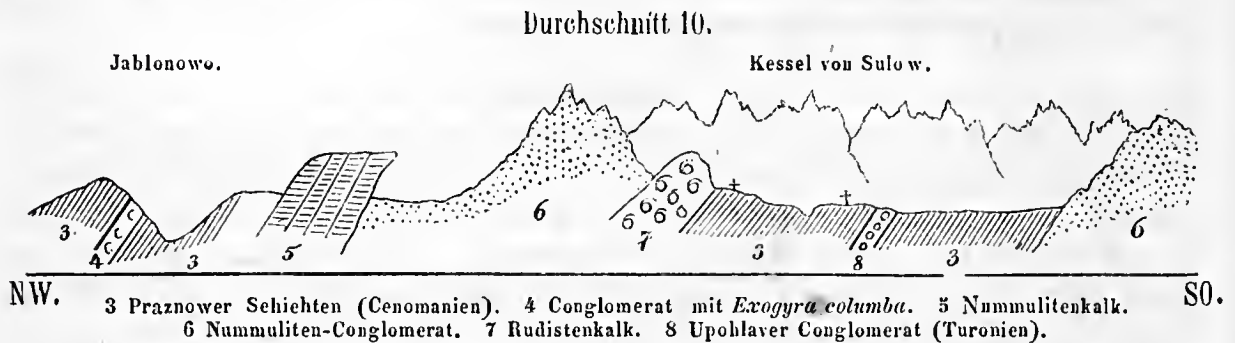 Durchschnitt 10.
Jablonowo. Kessel von Sulow.
3 4 3 5 6 7 3 8 3 6
NW. SO.
3 Praznower Schichten (Cenomanien). 4 Conglomerat mit Exogyra columba. 5 Nummulitenkalk.
6 Nummuliten-Conglomerat. 7 Rudistenkalk. 8 Upohlaver Conglomerat (Turonien).